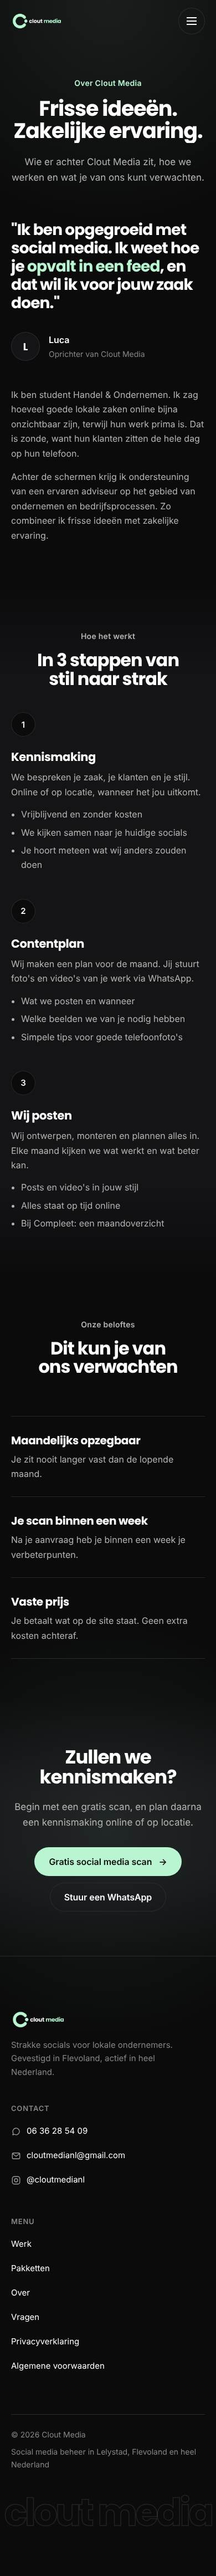 clout media
Over Clout Media
Frisse ideeën.
Zakelijke ervaring.
Wie er achter Clout Media zit, hoe we
werken en wat je van ons kunt verwachten.
"Ik ben opgegroeid met
social media. Ik weet hoe
je opvalt in een feed, en
dat wil ik voor jouw zaak
doen."
L
Luca
Oprichter van Clout Media
Ik ben student Handel & Ondernemen. Ik zag
hoeveel goede lokale zaken online bijna
onzichtbaar zijn, terwijl hun werk prima is. Dat
is zonde, want hun klanten zitten de hele dag
op hun telefoon.
Achter de schermen krijg ik ondersteuning
van een ervaren adviseur op het gebied van
ondernemen en bedrijfsprocessen. Zo
combineer ik frisse ideeën met zakelijke
ervaring.
Hoe het werkt
In 3 stappen van
stil naar strak
1
Kennismaking
We bespreken je zaak, je klanten en je stijl.
Online of op locatie, wanneer het jou uitkomt.
• Vrijblijvend en zonder kosten
• We kijken samen naar je huidige socials
• Je hoort meteen wat wij anders zouden
doen
2
Contentplan
Wij maken een plan voor de maand. Jij stuurt
foto's en video's van je werk via WhatsApp.
• Wat we posten en wanneer
• Welke beelden we van je nodig hebben
• Simpele tips voor goede telefoonfoto's
3
Wij posten
Wij ontwerpen, monteren en plannen alles in.
Elke maand kijken we wat werkt en wat beter
kan.
• Posts en video's in jouw stijl
• Alles staat op tijd online
• Bij Compleet: een maandoverzicht
Onze beloftes
Dit kun je van
ons verwachten
Maandelijks opzegbaar
Je zit nooit langer vast dan de lopende
maand.
Je scan binnen een week
Na je aanvraag heb je binnen een week je
verbeterpunten.
Vaste prijs
Je betaalt wat op de site staat. Geen extra
kosten achteraf.
Zullen we
kennismaken?
Begin met een gratis scan, en plan daarna
een kennismaking online of op locatie.
Gratis social media scan →
Stuur een WhatsApp
clout media
Strakke socials voor lokale ondernemers.
Gevestigd in Flevoland, actief in heel
Nederland.
CONTACT
06 36 28 54 09
cloutmedianl@gmail.com
@cloutmedianl
MENU
Werk
Pakketten
Over
Vragen
Privacyverklaring
Algemene voorwaarden
© 2026 Clout Media
Social media beheer in Lelystad, Flevoland en heel
Nederland
clout media